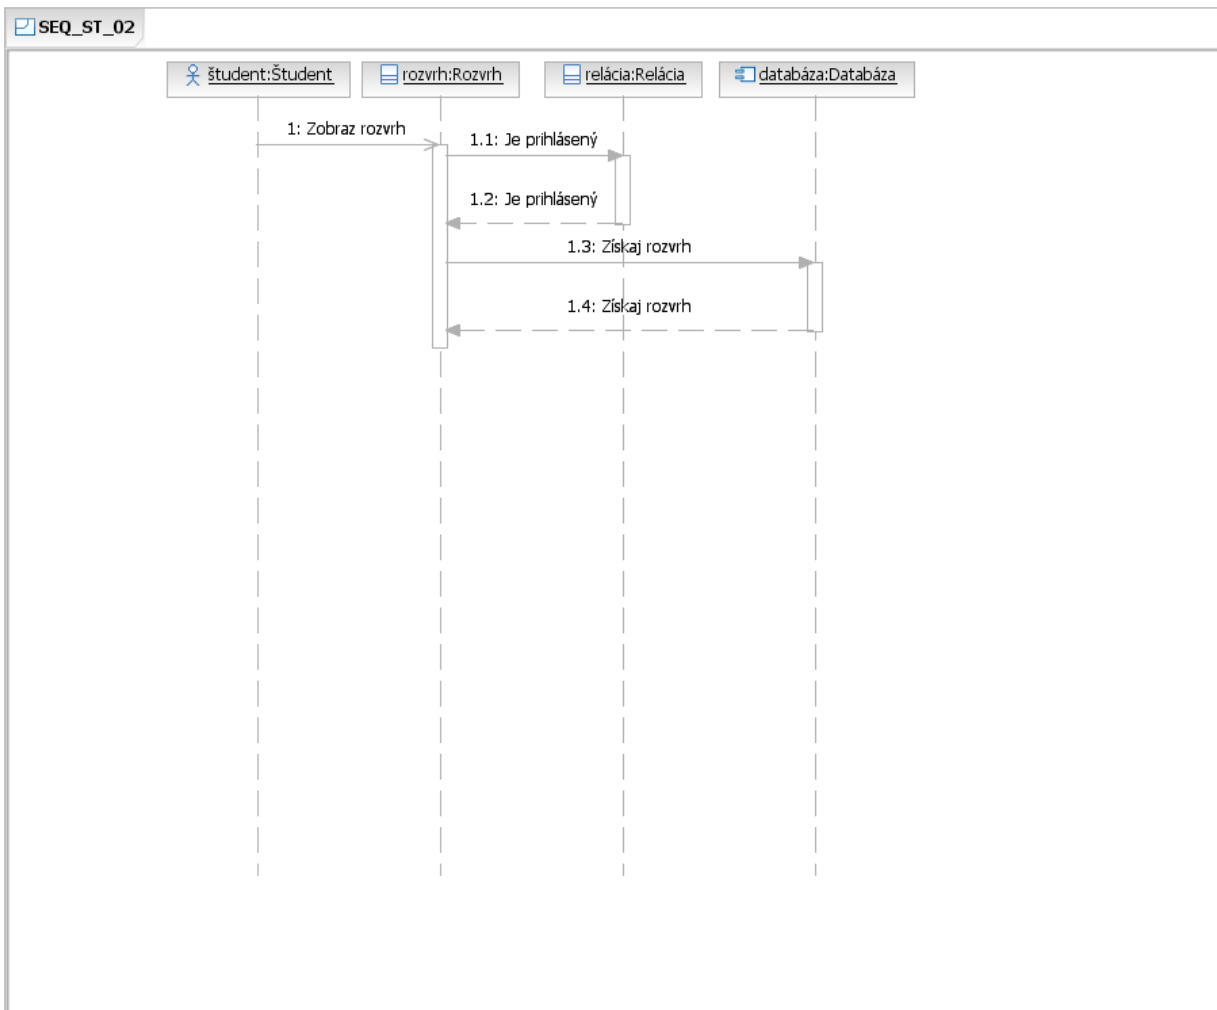 SEQ_ST_02
študent:Študent
rozvrh:Rozvrh
relácia:Relácia
databáza:Databáza
1: Zobraz rozvrh
1.1: Je prihlásený
1.2: Je prihlásený
1.3: Získaj rozvrh
1.4: Získaj rozvrh